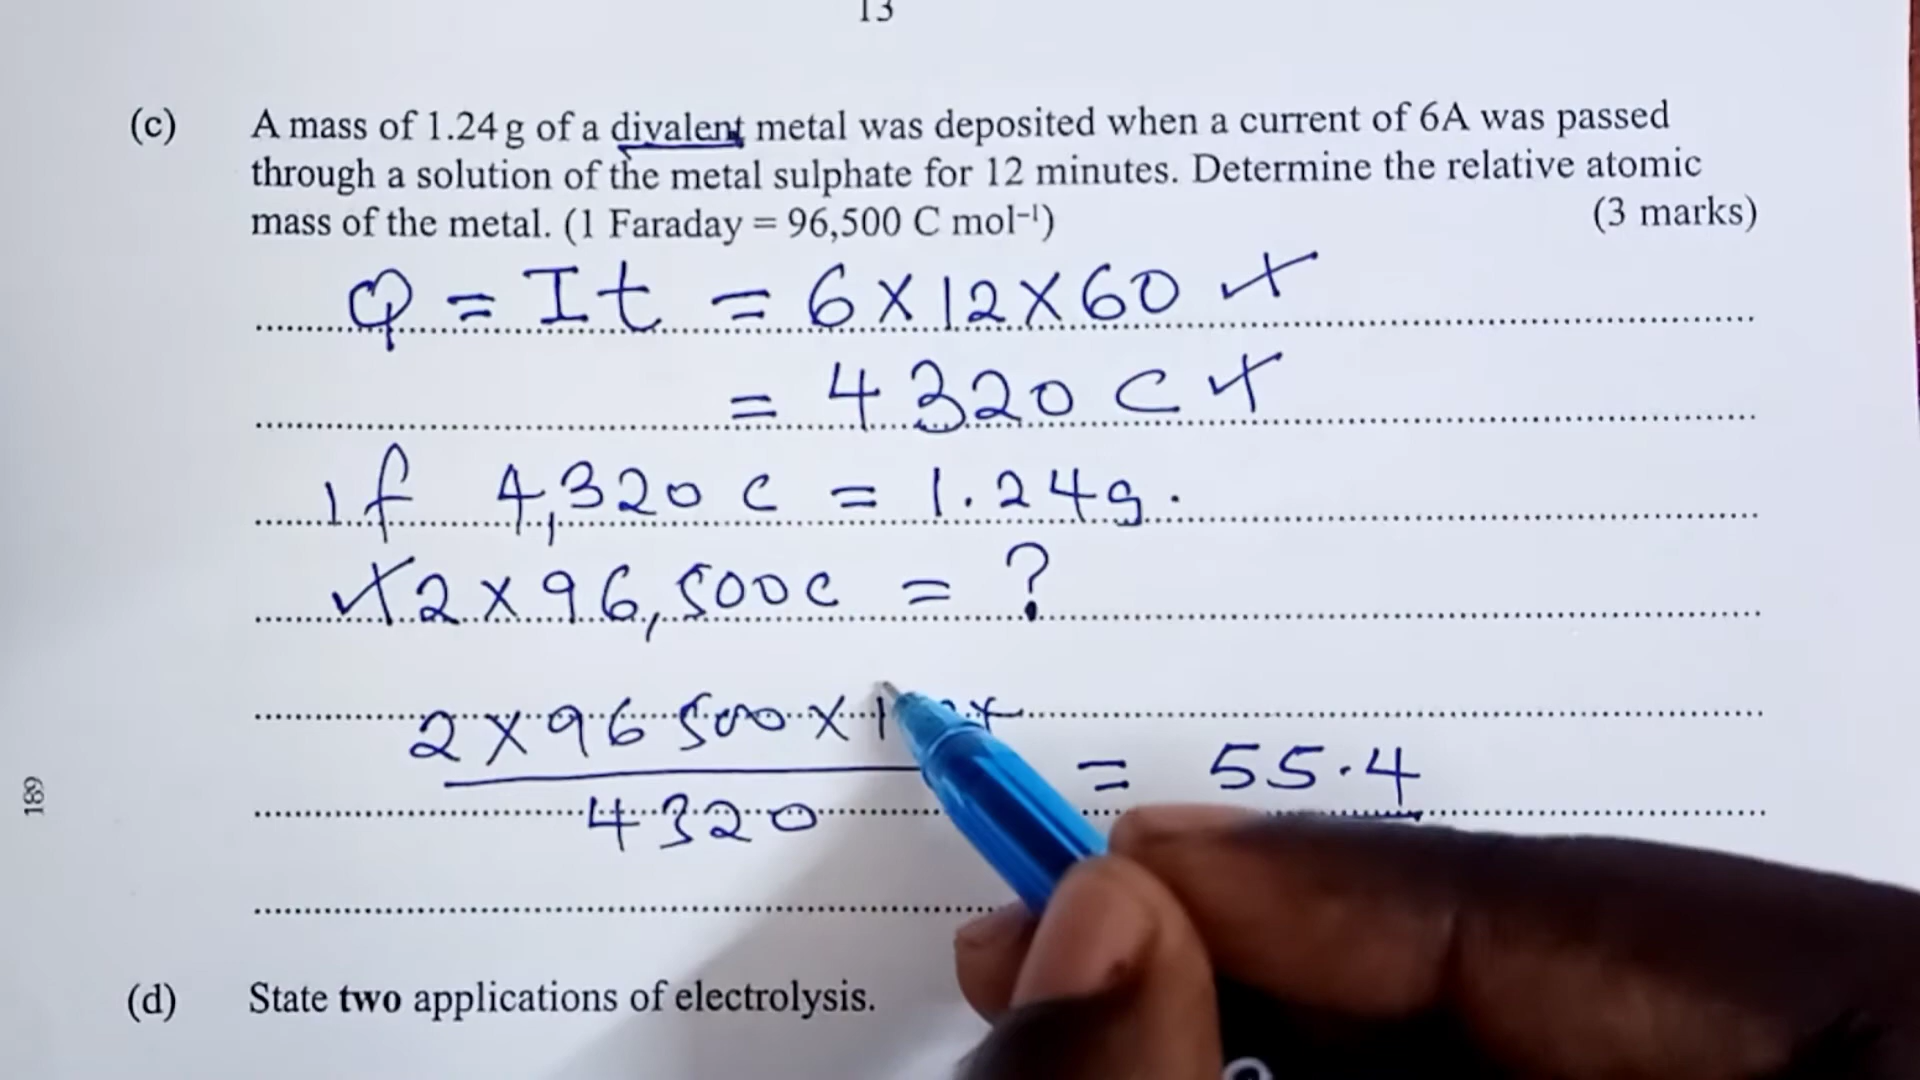 13
(c) A mass of 1.24 g of a divalent metal was deposited when a current of 6A was passed
through a solution of the metal sulphate for 12 minutes. Determine the relative atomic
mass of the metal. (1 Faraday = 96,500 C mol⁻¹) (3 marks)
Q = It = 6 X 12 X 60
= 4320 C
If 4,320 C = 1.24g.
2 X 96,500C = ?
2 X 96 500 X 1
4320
= 55.4
189
(d) State two applications of electrolysis.